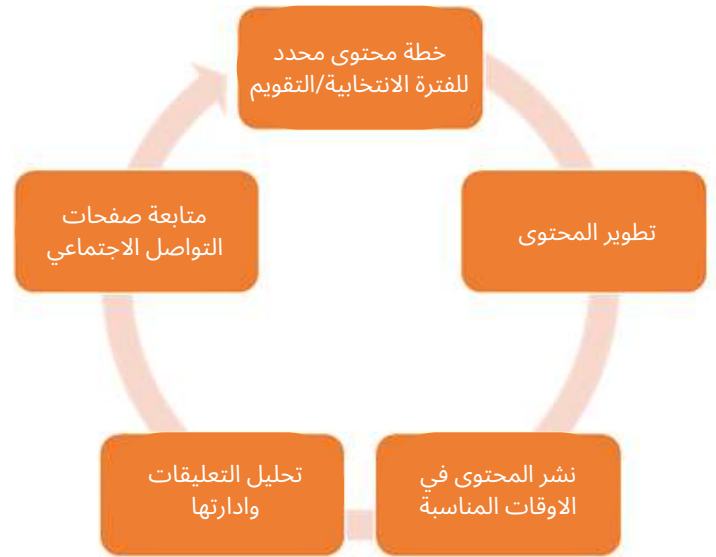 خطة محتوى محدد
للفترة الانتخابية/التقويم
تطوير المحتوى
نشر المحتوى في
الاوقات المناسبة
تحليل التعليقات
وادارتها
متابعة صفحات
التواصل الاجتماعي